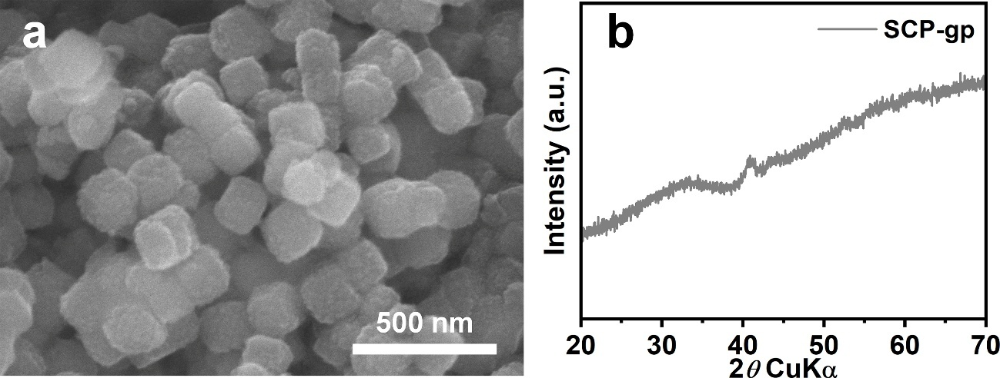 a
500 nm
b
SCP-gp
Intensity (a.u.)
20 30 40 50 60 70
2θ CuKα